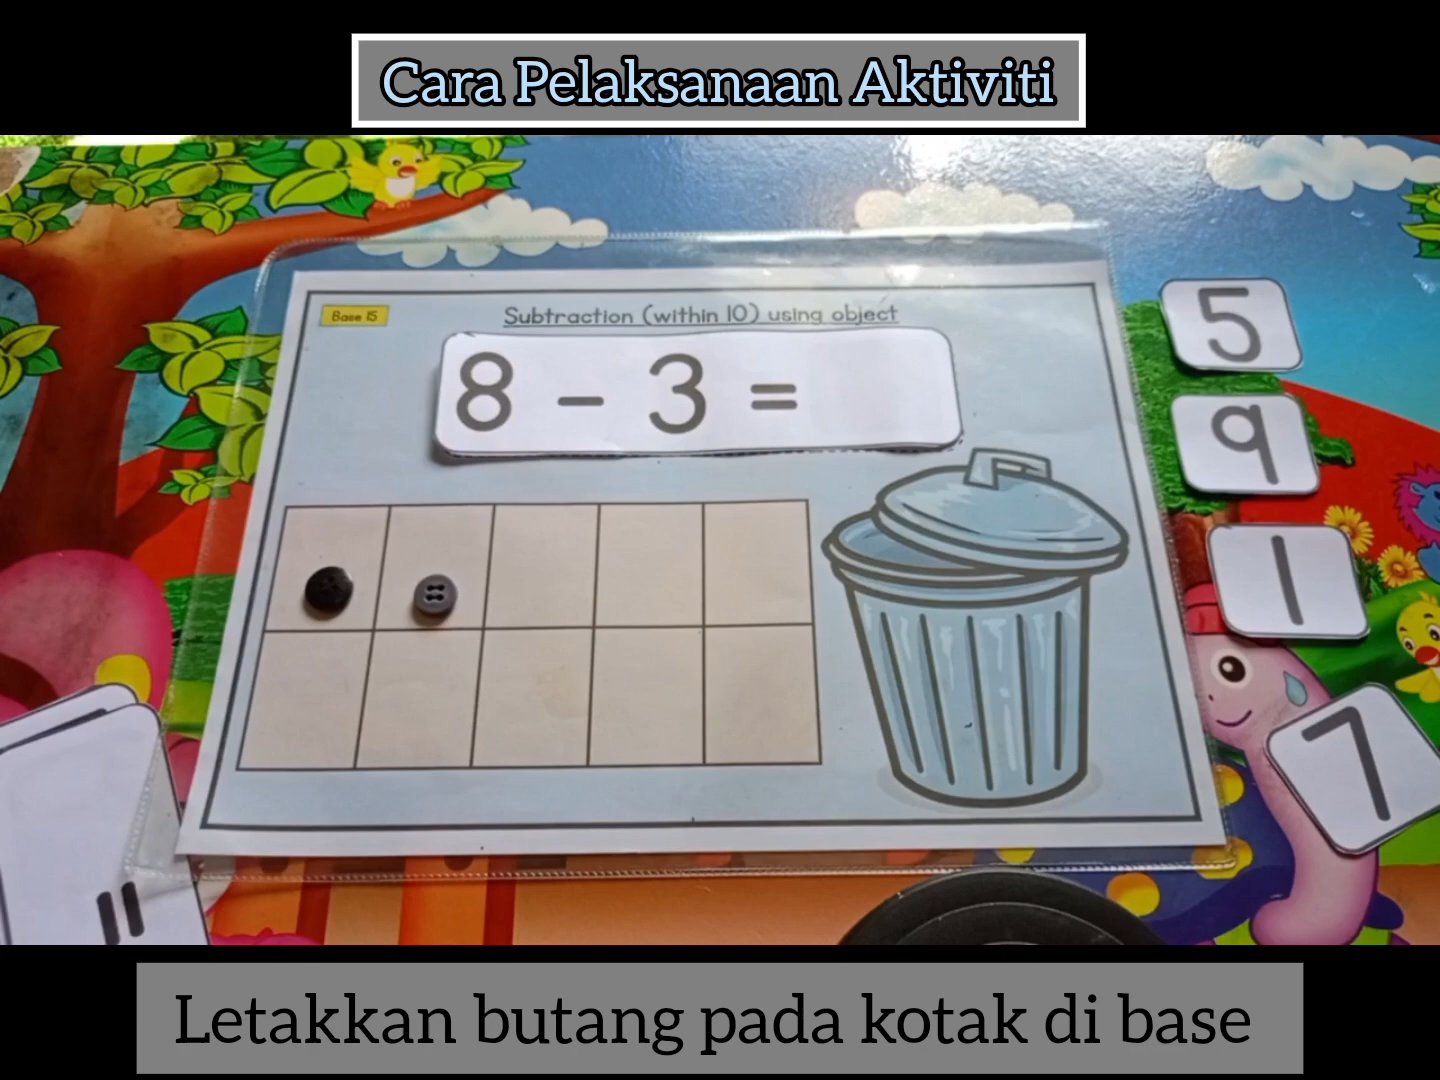 Cara Pelaksanaan Aktiviti
Base 15
Subtraction (within 10) using object
8 - 3 =
5
9
1
7
=
Letakkan butang pada kotak di base